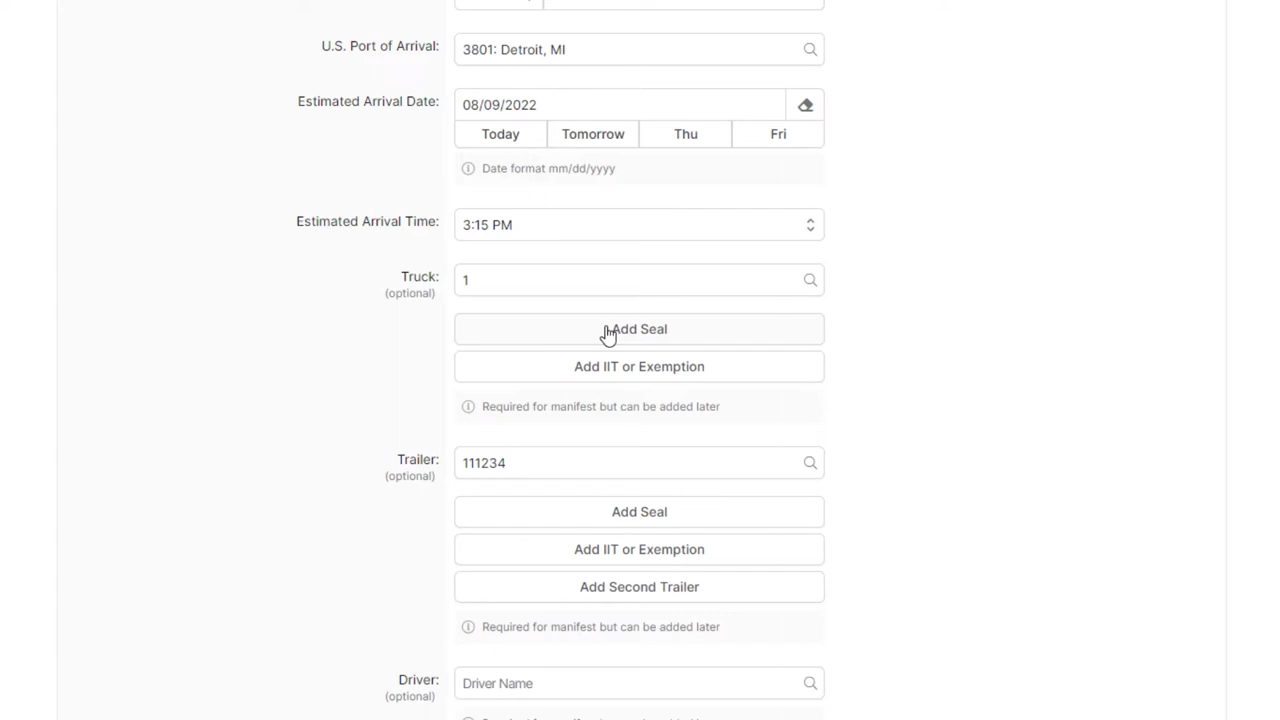 U.S. Port of Arrival: 3801: Detroit, MI
Estimated Arrival Date: 08/09/2022
Today Tomorrow Thu Fri
Date format mm/dd/yyyy
Estimated Arrival Time: 3:15 PM
Truck: 1
(optional)
Add Seal
Add IIT or Exemption
Required for manifest but can be added later
Trailer: 111234
(optional)
Add Seal
Add IIT or Exemption
Add Second Trailer
Required for manifest but can be added later
Driver: Driver Name
(optional)